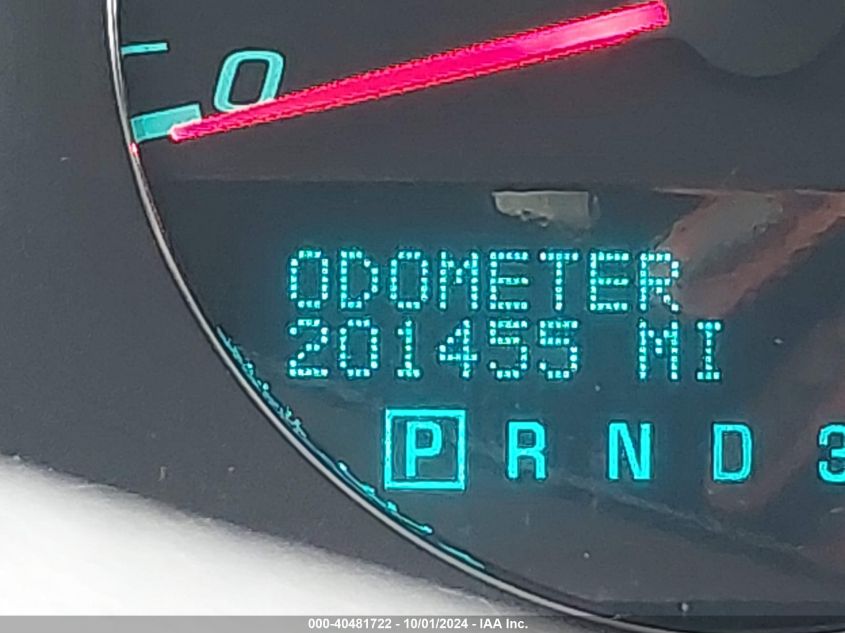 0
ODOMETER
201455 MI
P R N D 3
000-40481722 - 10/01/2024 - IAA Inc.